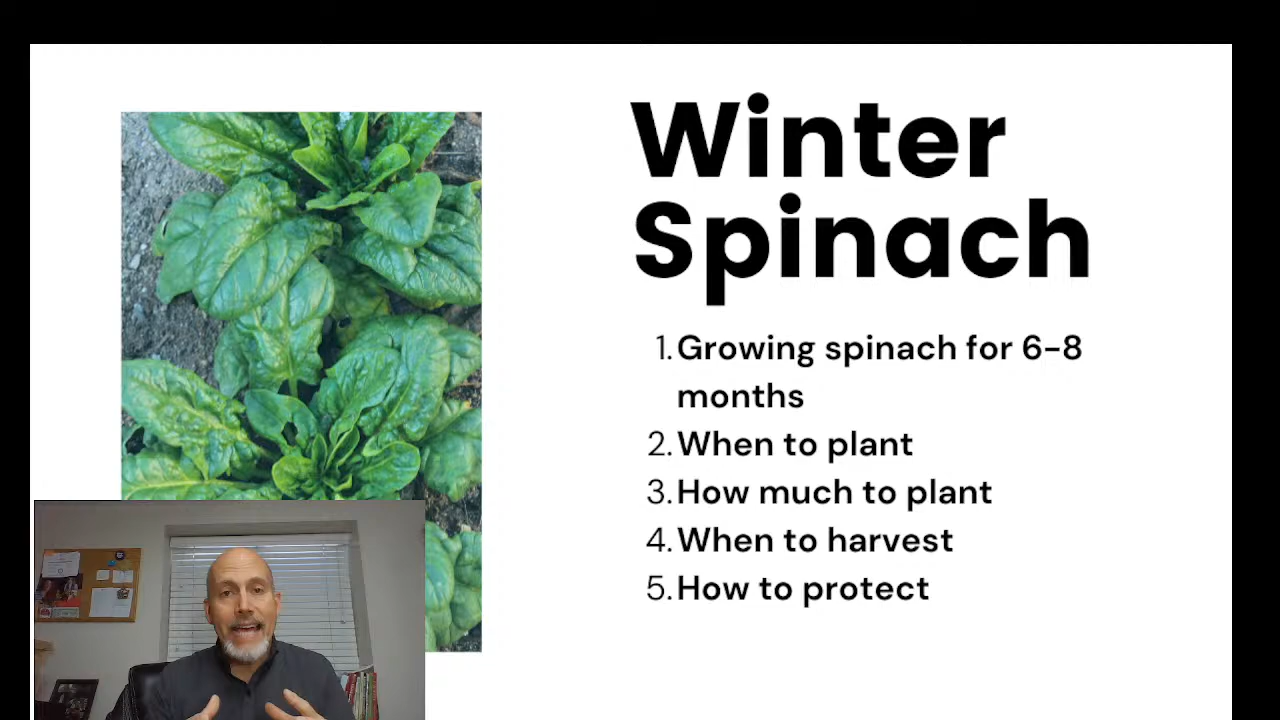 Winter
Spinach
1. Growing spinach for 6-8
months
2. When to plant
3. How much to plant
4. When to harvest
5. How to protect